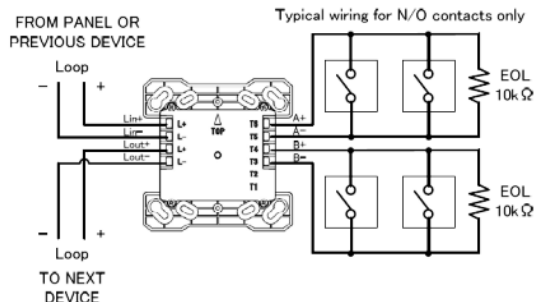 FROM PANEL OR
PREVIOUS DEVICE
Loop
− +
Typical wiring for N/O contacts only
Lin+
Lin−
Lout+
Lout−
L+
L−
L+
L−
TOP
T6
T5
T4
T3
T2
T1
A+
A−
B+
B−
EOL
10kΩ
EOL
10kΩ
− +
Loop
TO NEXT
DEVICE